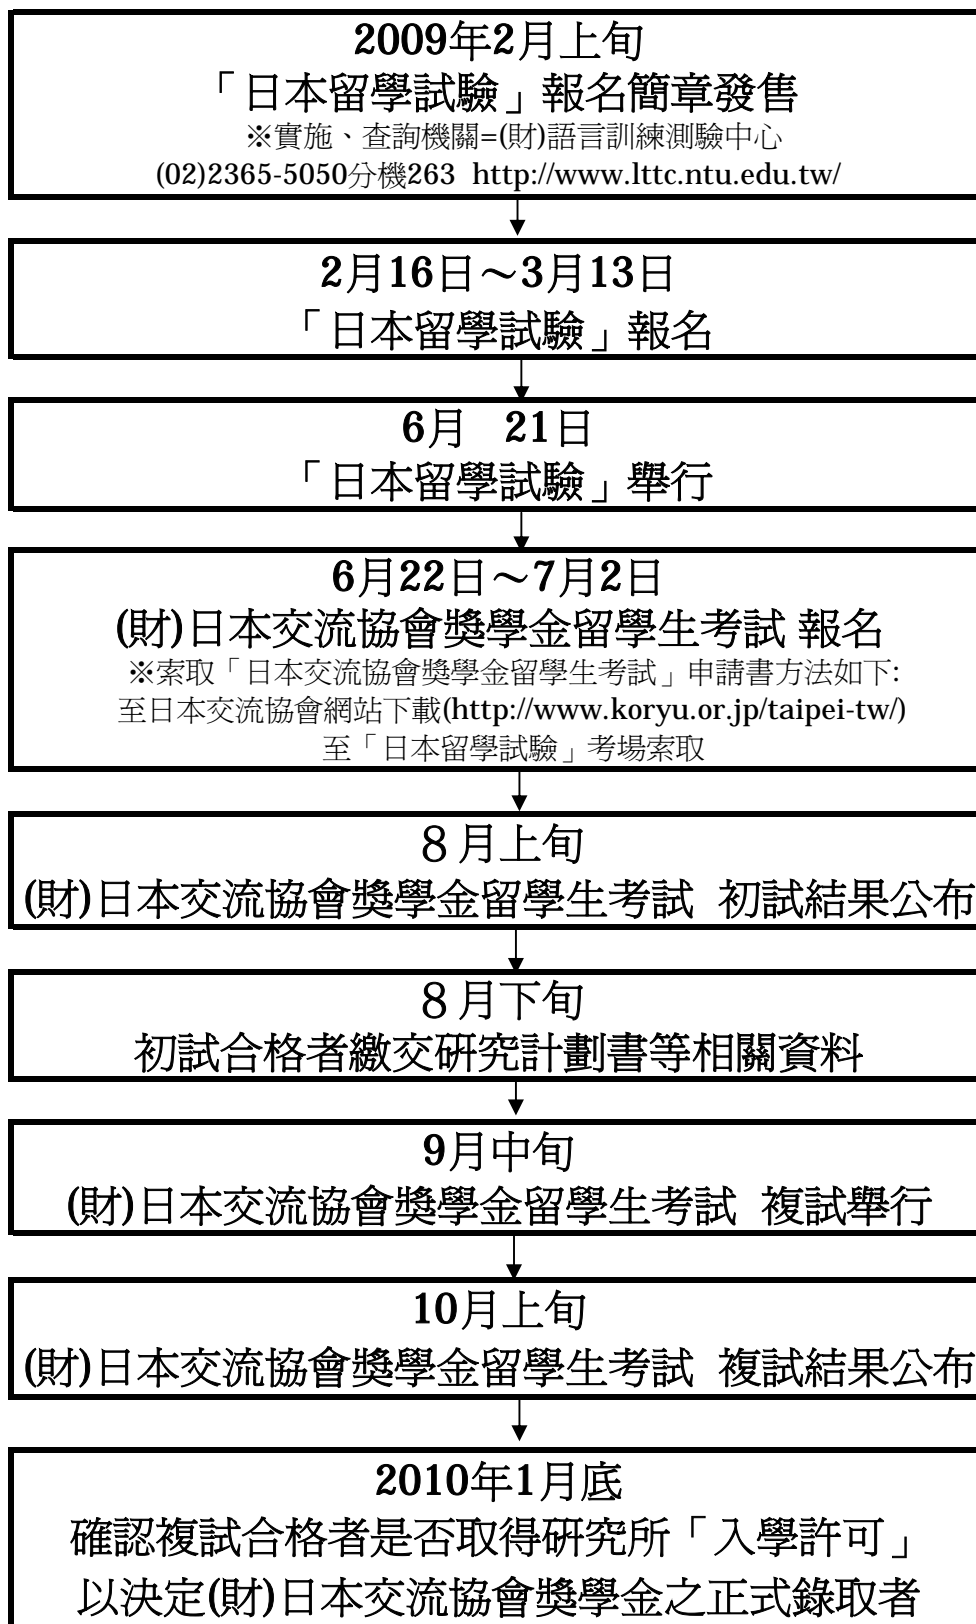 2009年2月上旬
「日本留學試驗」報名簡章發售
※實施、查詢機關=(財)語言訓練測驗中心
(02)2365-5050分機263 http://www.lttc.ntu.edu.tw/
2月16日～3月13日
「日本留學試驗」報名
6月 21日
「日本留學試驗」舉行
6月22日～7月2日
(財)日本交流協會獎學金留學生考試 報名
※索取「日本交流協會獎學金留學生考試」申請書方法如下:
至日本交流協會網站下載(http://www.koryu.or.jp/taipei-tw/)
至「日本留學試驗」考場索取
８月上旬
(財)日本交流協會獎學金留學生考試 初試結果公布
８月下旬
初試合格者繳交研究計劃書等相關資料
9月中旬
(財)日本交流協會獎學金留學生考試 複試舉行
10月上旬
(財)日本交流協會獎學金留學生考試 複試結果公布
2010年1月底
確認複試合格者是否取得研究所「入學許可」
以決定(財)日本交流協會獎學金之正式錄取者